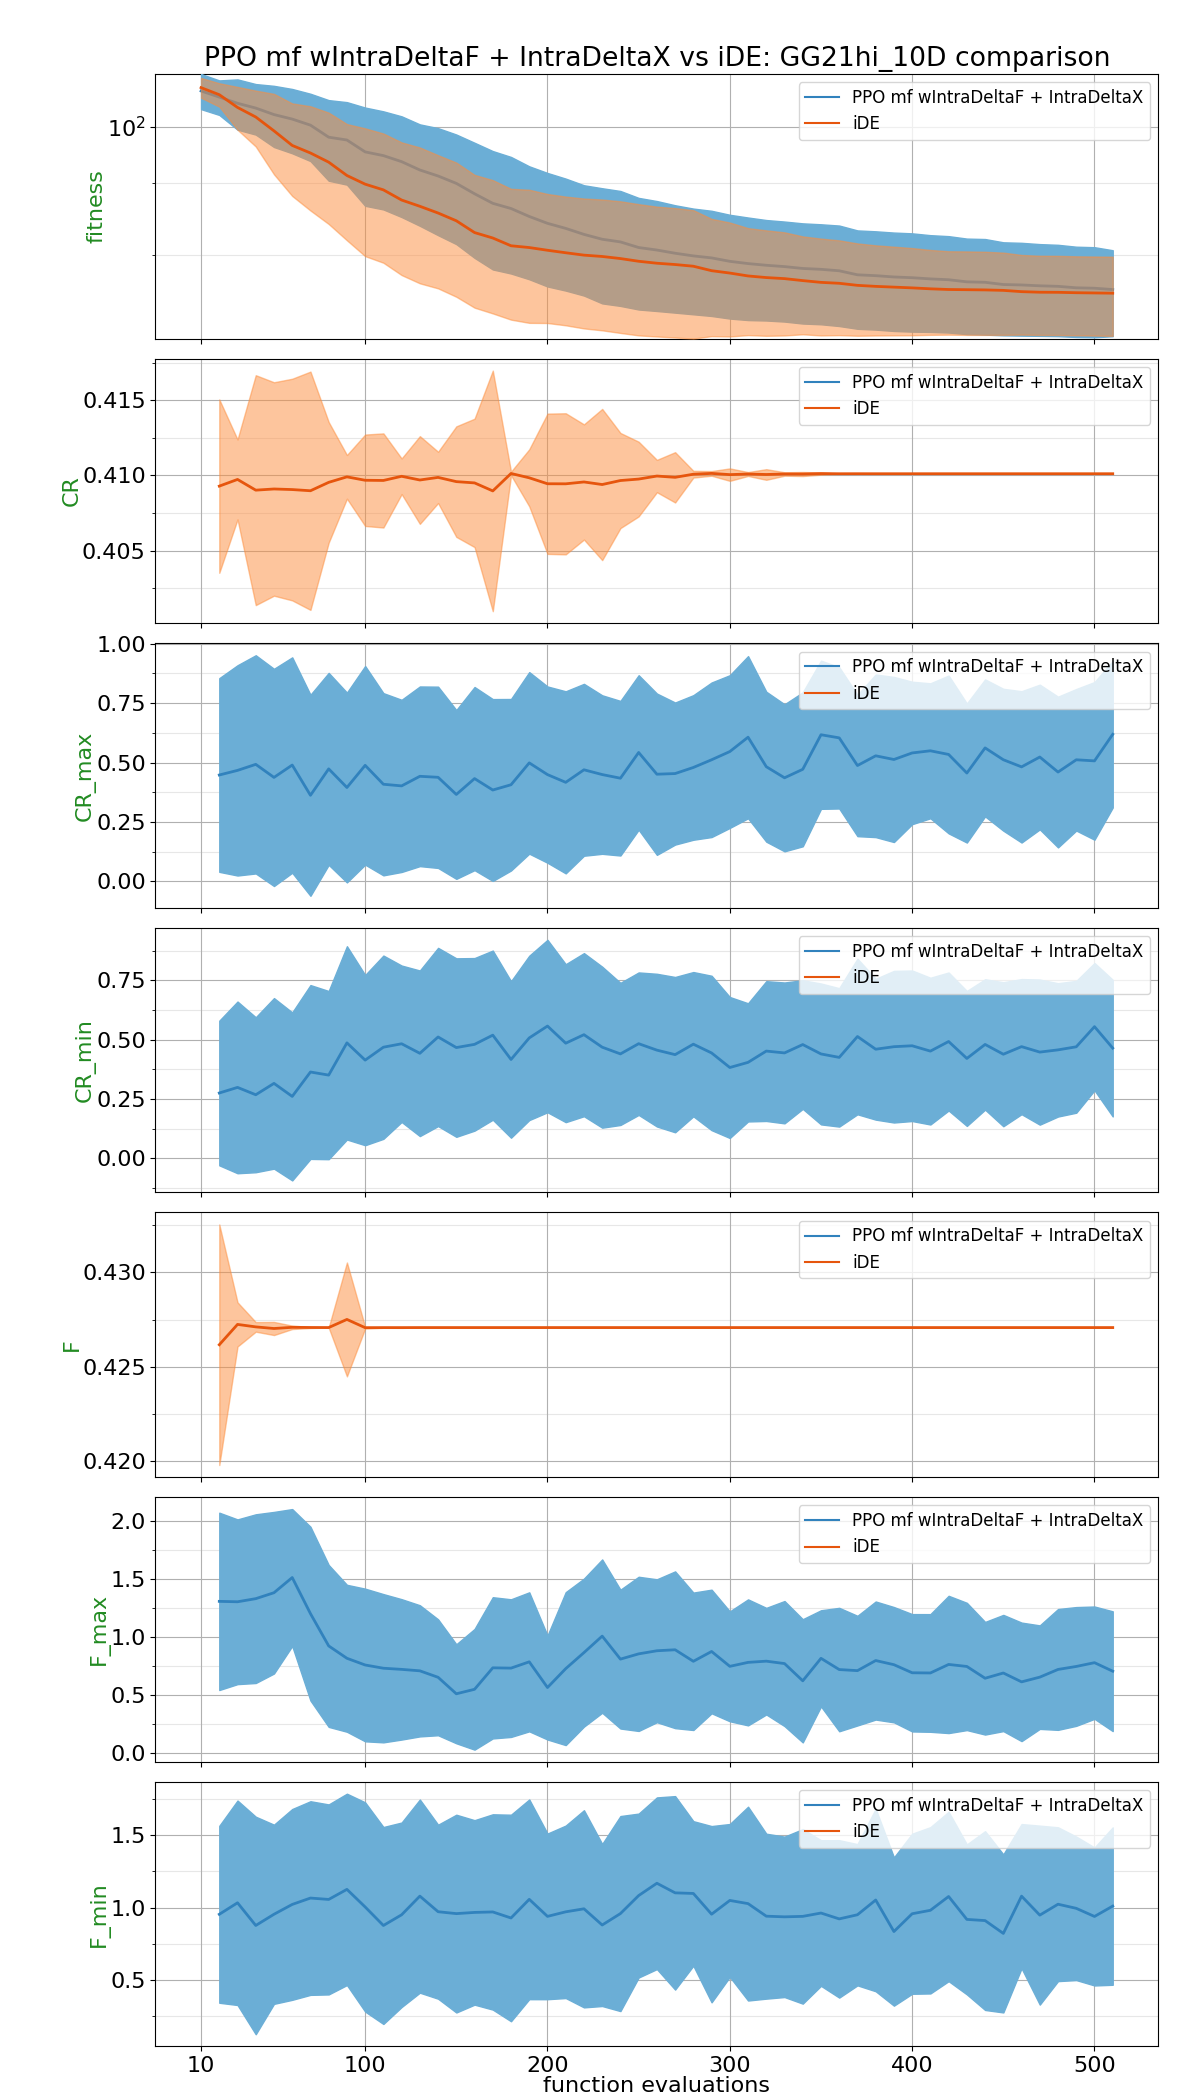 PPO mf wIntraDeltaF + IntraDeltaX vs iDE: GG21hi_10D comparison
PPO mf wIntraDeltaF + IntraDeltaX
iDE
10²
fitness
PPO mf wIntraDeltaF + IntraDeltaX
iDE
0.415
0.410
0.405
CR
PPO mf wIntraDeltaF + IntraDeltaX
iDE
1.00
0.75
0.50
0.25
0.00
CR_max
PPO mf wIntraDeltaF + IntraDeltaX
iDE
0.75
0.50
0.25
0.00
CR_min
PPO mf wIntraDeltaF + IntraDeltaX
iDE
0.430
0.425
0.420
F
PPO mf wIntraDeltaF + IntraDeltaX
iDE
2.0
1.5
1.0
0.5
0.0
F_max
PPO mf wIntraDeltaF + IntraDeltaX
iDE
1.5
1.0
0.5
F_min
10 100 200 300 400 500
function evaluations